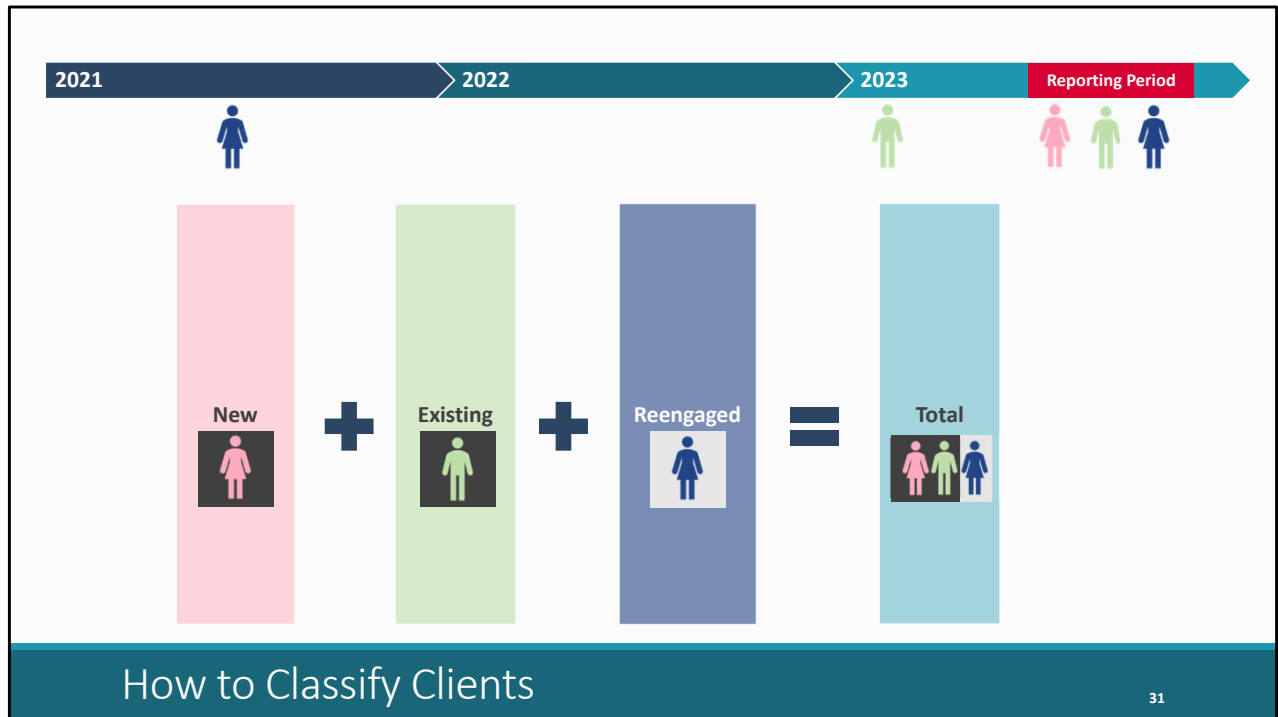 2021 2022 2023 Reporting Period
New Existing Reengaged Total
How to Classify Clients
31